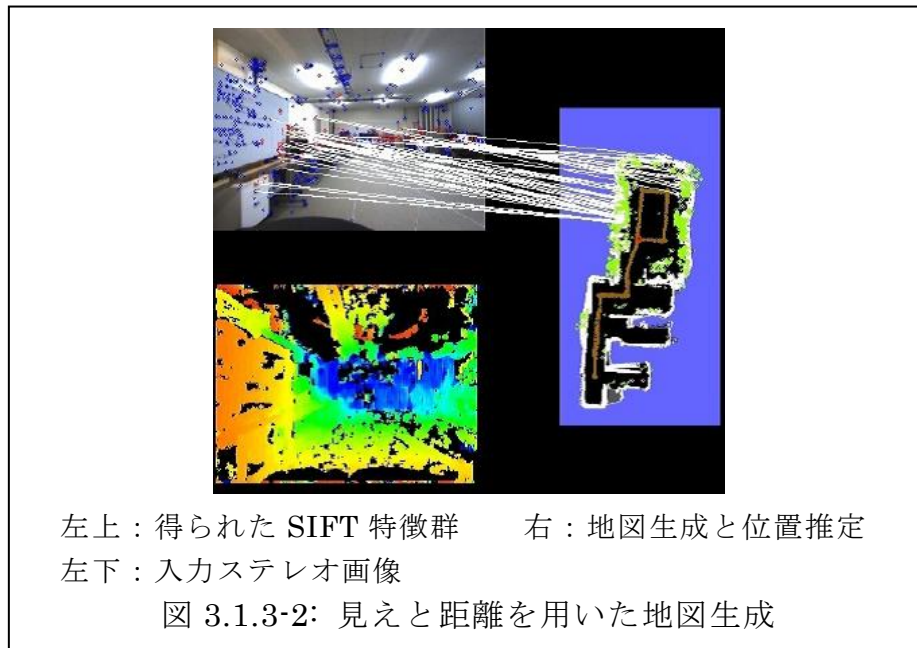 左上：得られた SIFT 特徴群　　右：地図生成と位置推定
左下：入力ステレオ画像
図 3.1.3-2: 見えと距離を用いた地図生成